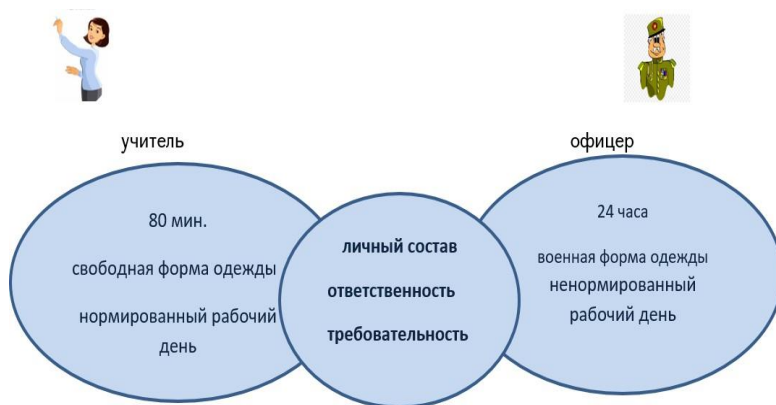 учитель
офицер
80 мин.
свободная форма одежды
нормированный рабочий
день
личный состав
ответственность
требовательность
24 часа
военная форма одежды
ненормированный
рабочий день